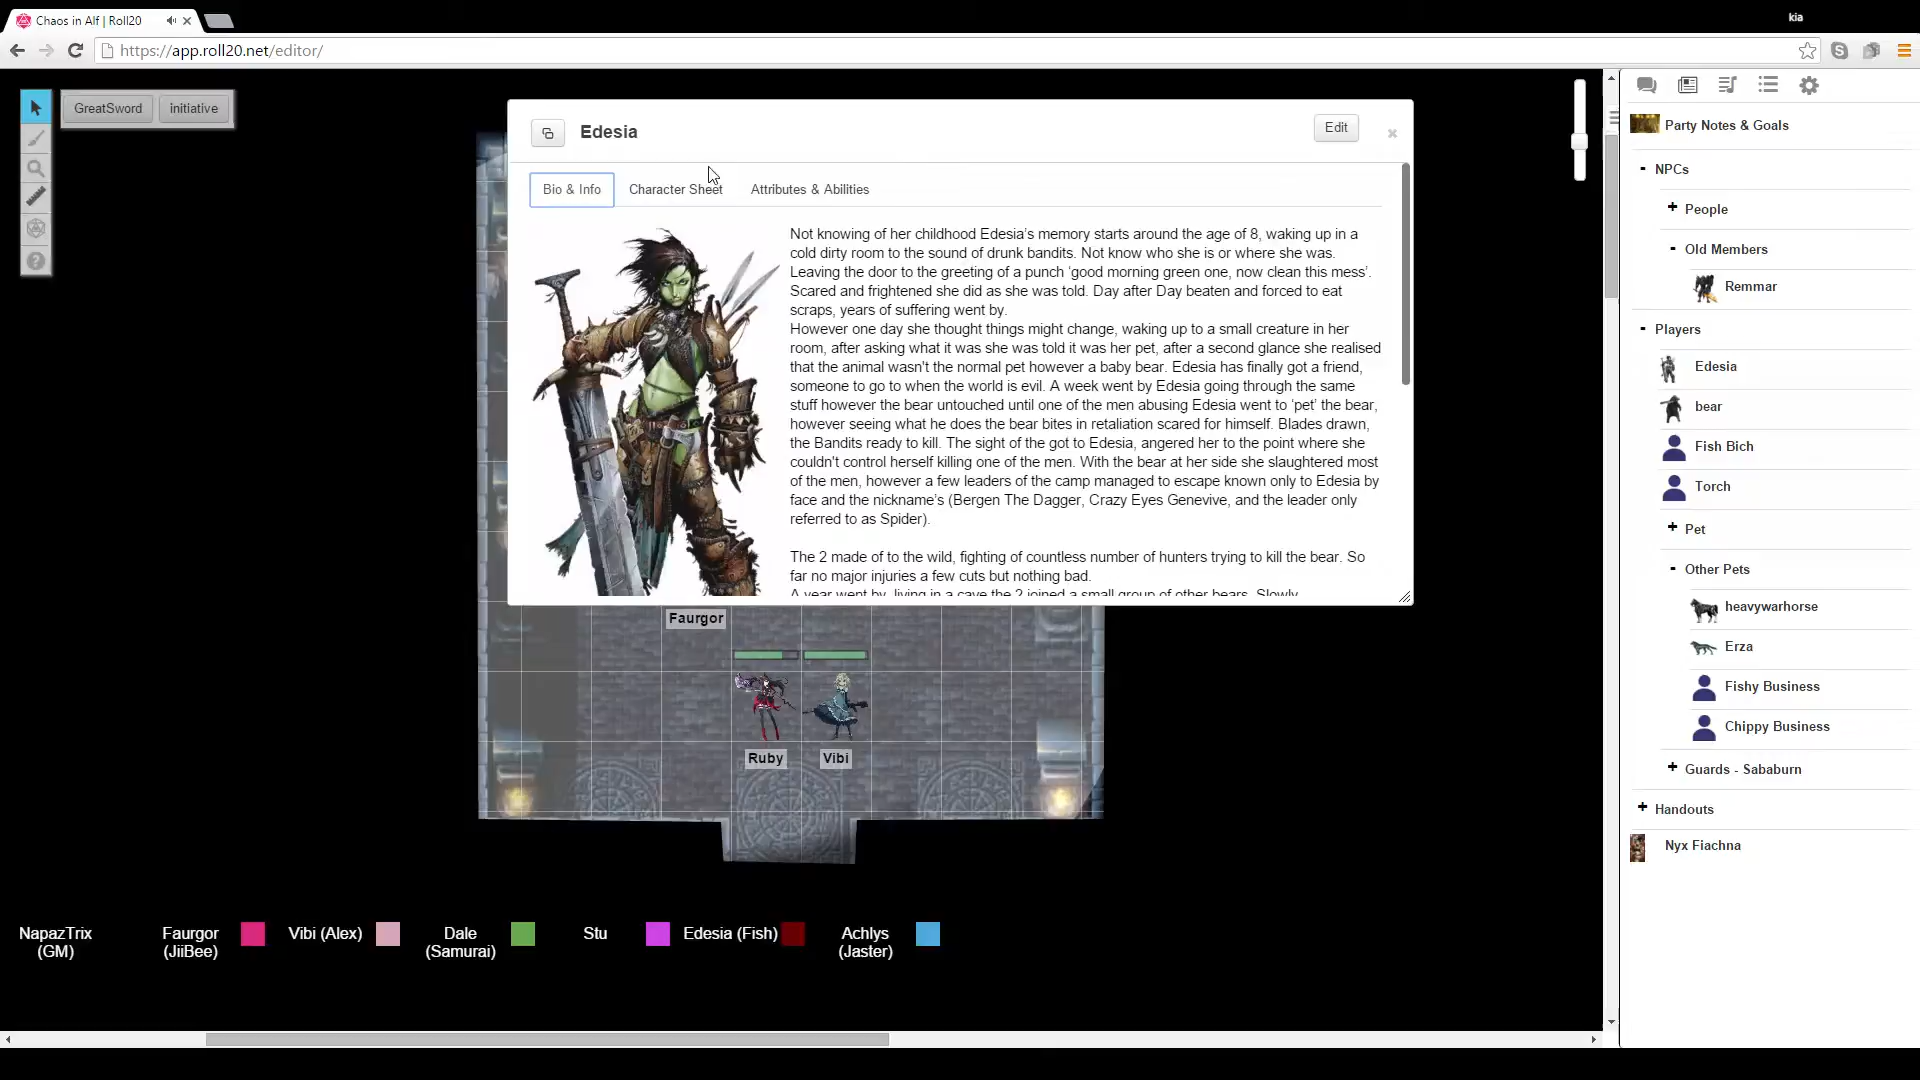 Chaos in Alf | Roll20
kia
https://app.roll20.net/editor/
GreatSword
initiative
Edesia
Edit
Bio & Info
Character Sheet
Attributes & Abilities
Not knowing of her childhood Edesia’s memory starts around the age of 8, waking up in a
cold dirty room to the sound of drunk bandits. Not know who she is or where she was.
Leaving the door to the greeting of a punch ‘good morning green one, now clean this mess’.
Scared and frightened she did as she was told. Day after Day beaten and forced to eat
scraps, years of suffering went by.
However one day she thought things might change, waking up to a small creature in her
room, after asking what it was she was told it was her pet, after a second glance she realised
that the animal wasn't the normal pet however a baby bear. Edesia has finally got a friend,
someone to go to when the world is evil. A week went by Edesia going through the same
stuff however the bear untouched until one of the men abusing Edesia went to ‘pet’ the bear,
however seeing what he does the bear bites in retaliation scared for himself. Blades drawn,
the Bandits ready to kill. The sight of the got to Edesia, angered her to the point where she
couldn't control herself killing one of the men. With the bear at her side she slaughtered most
of the men, however a few leaders of the camp managed to escape known only to Edesia by
face and the nickname’s (Bergen The Dagger, Crazy Eyes Genevive, and the leader only
referred to as Spider).
The 2 made of to the wild, fighting of countless number of hunters trying to kill the bear. So
far no major injuries a few cuts but nothing bad.
A year went by, living in a cave the 2 joined a small group of other bears. Slowly
Faurgor
Ruby
Vibi
NapazTrix
(GM)
Faurgor
(JiiBee)
Vibi (Alex)
Dale
(Samurai)
Stu
Edesia (Fish)
Achlys
(Jaster)
Party Notes & Goals
NPCs
People
Old Members
Remmar
Players
Edesia
bear
Fish Bich
Torch
Pet
Other Pets
heavywarhorse
Erza
Fishy Business
Chippy Business
Guards - Sababurn
Handouts
Nyx Fiachna